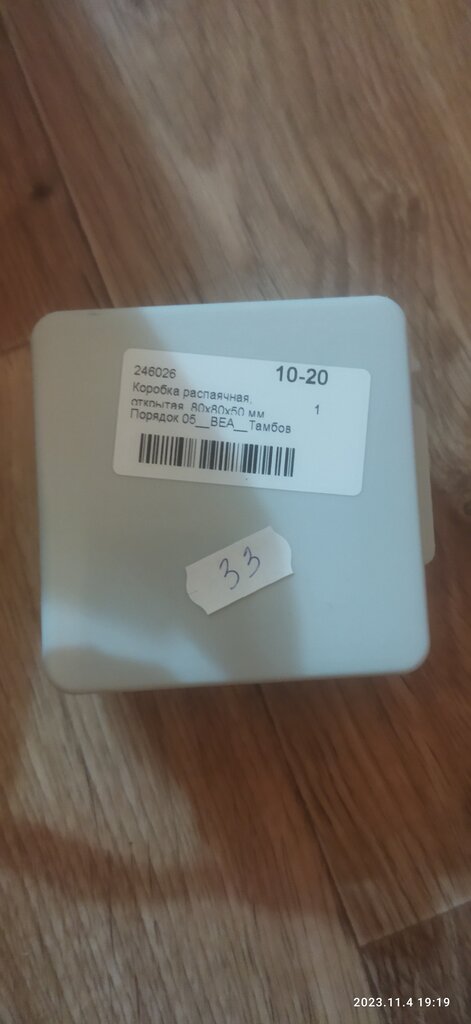 246026
10-20
Коробка распаячная,
открытая, 80х80х50 мм
1
Порядок 05__ВЕА__Тамбов
33
2023.11.4 19:19